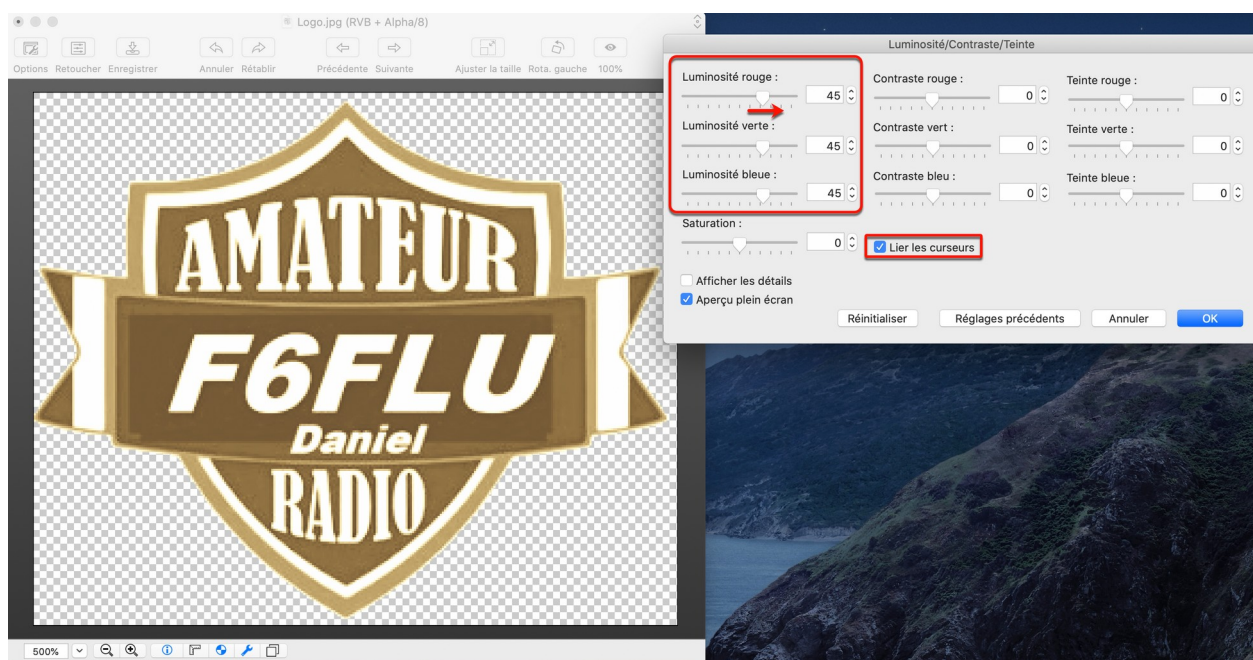 Logo.jpg (RVB + Alpha/8)
Options Retoucher Enregistrer Annuler Rétablir Précédente Suivante Ajuster la taille Rota. gauche 100%
AMATEUR
F6FLU
Daniel
RADIO
500%
Luminosité/Contraste/Teinte
Luminosité rouge : 45 Contraste rouge : 0 Teinte rouge : 0
Luminosité verte : 45 Contraste vert : 0 Teinte verte : 0
Luminosité bleue : 45 Contraste bleu : 0 Teinte bleue : 0
Saturation : 0 Lier les curseurs
Afficher les détails
Aperçu plein écran
Réinitialiser Réglages précédents Annuler OK